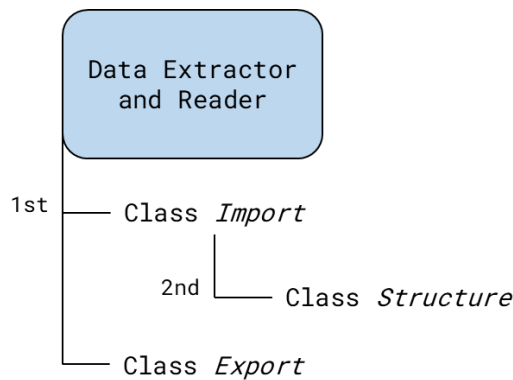 Data Extractor
and Reader
1st
Class Import
2nd
Class Structure
Class Export